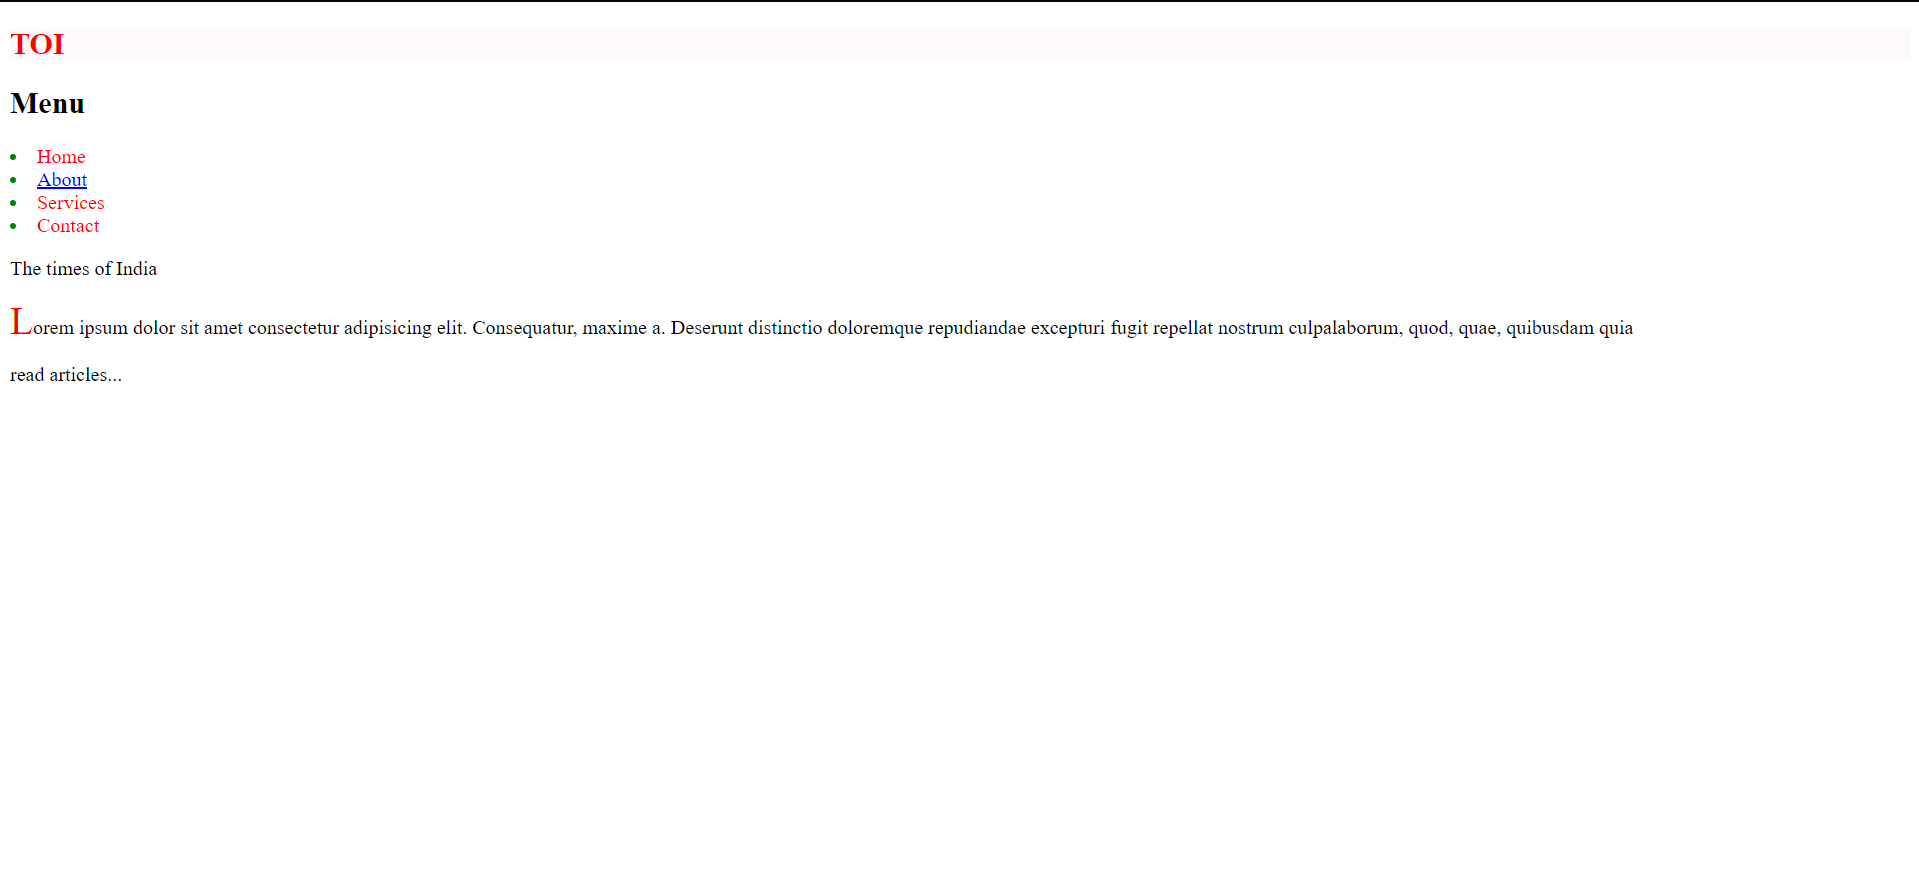 TOI
Menu
Home
About
Services
Contact
The times of India
Lorem ipsum dolor sit amet consectetur adipisicing elit. Consequatur, maxime a. Deserunt distinctio doloremque repudiandae excepturi fugit repellat nostrum culpalaborum, quod, quae, quibusdam quia
read articles...